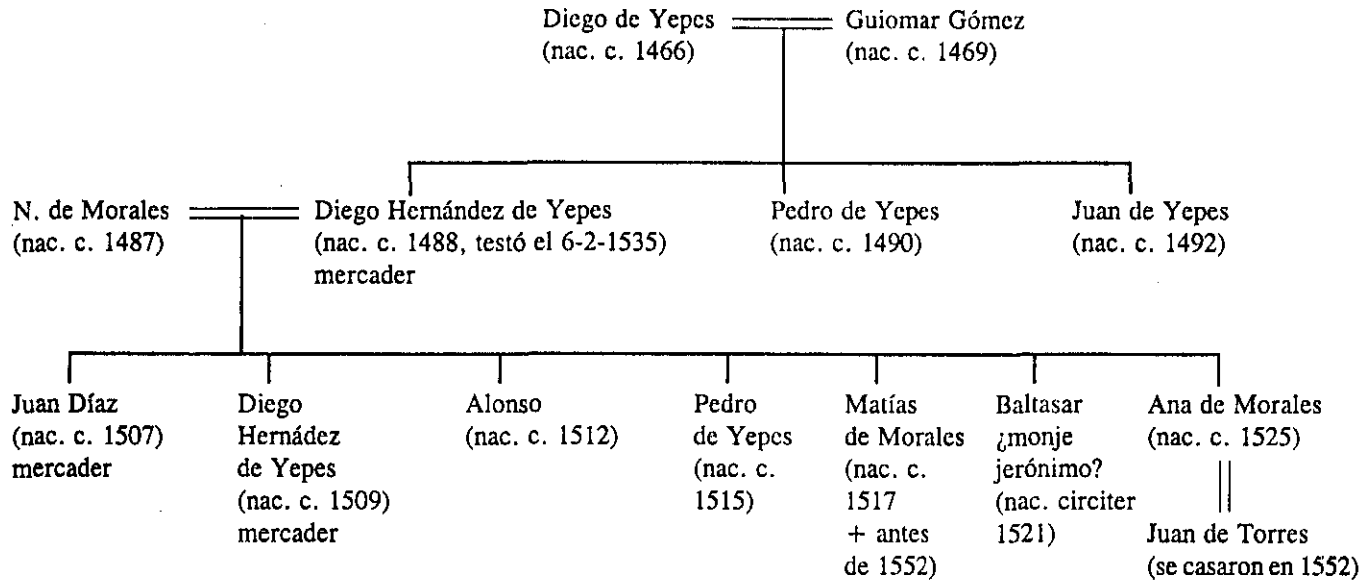 Diego de Yepes
(nac. c. 1466)
Guiomar Gómez
(nac. c. 1469)
N. de Morales
(nac. c. 1487)
Diego Hernández de Yepes
(nac. c. 1488, testó el 6-2-1535)
mercader
Pedro de Yepes
(nac. c. 1490)
Juan de Yepes
(nac. c. 1492)
Juan Díaz
(nac. c. 1507)
mercader
Diego
Hernádez
de Yepes
(nac. c. 1509)
mercader
Alonso
(nac. c. 1512)
Pedro
de Yepes
(nac. c.
1515)
Matías
de Morales
(nac. c.
1517
+ antes
de 1552)
Baltasar
¿monje
jerónimo?
(nac. circiter
1521)
Ana de Morales
(nac. c. 1525)
Juan de Torres
(se casaron en 1552)